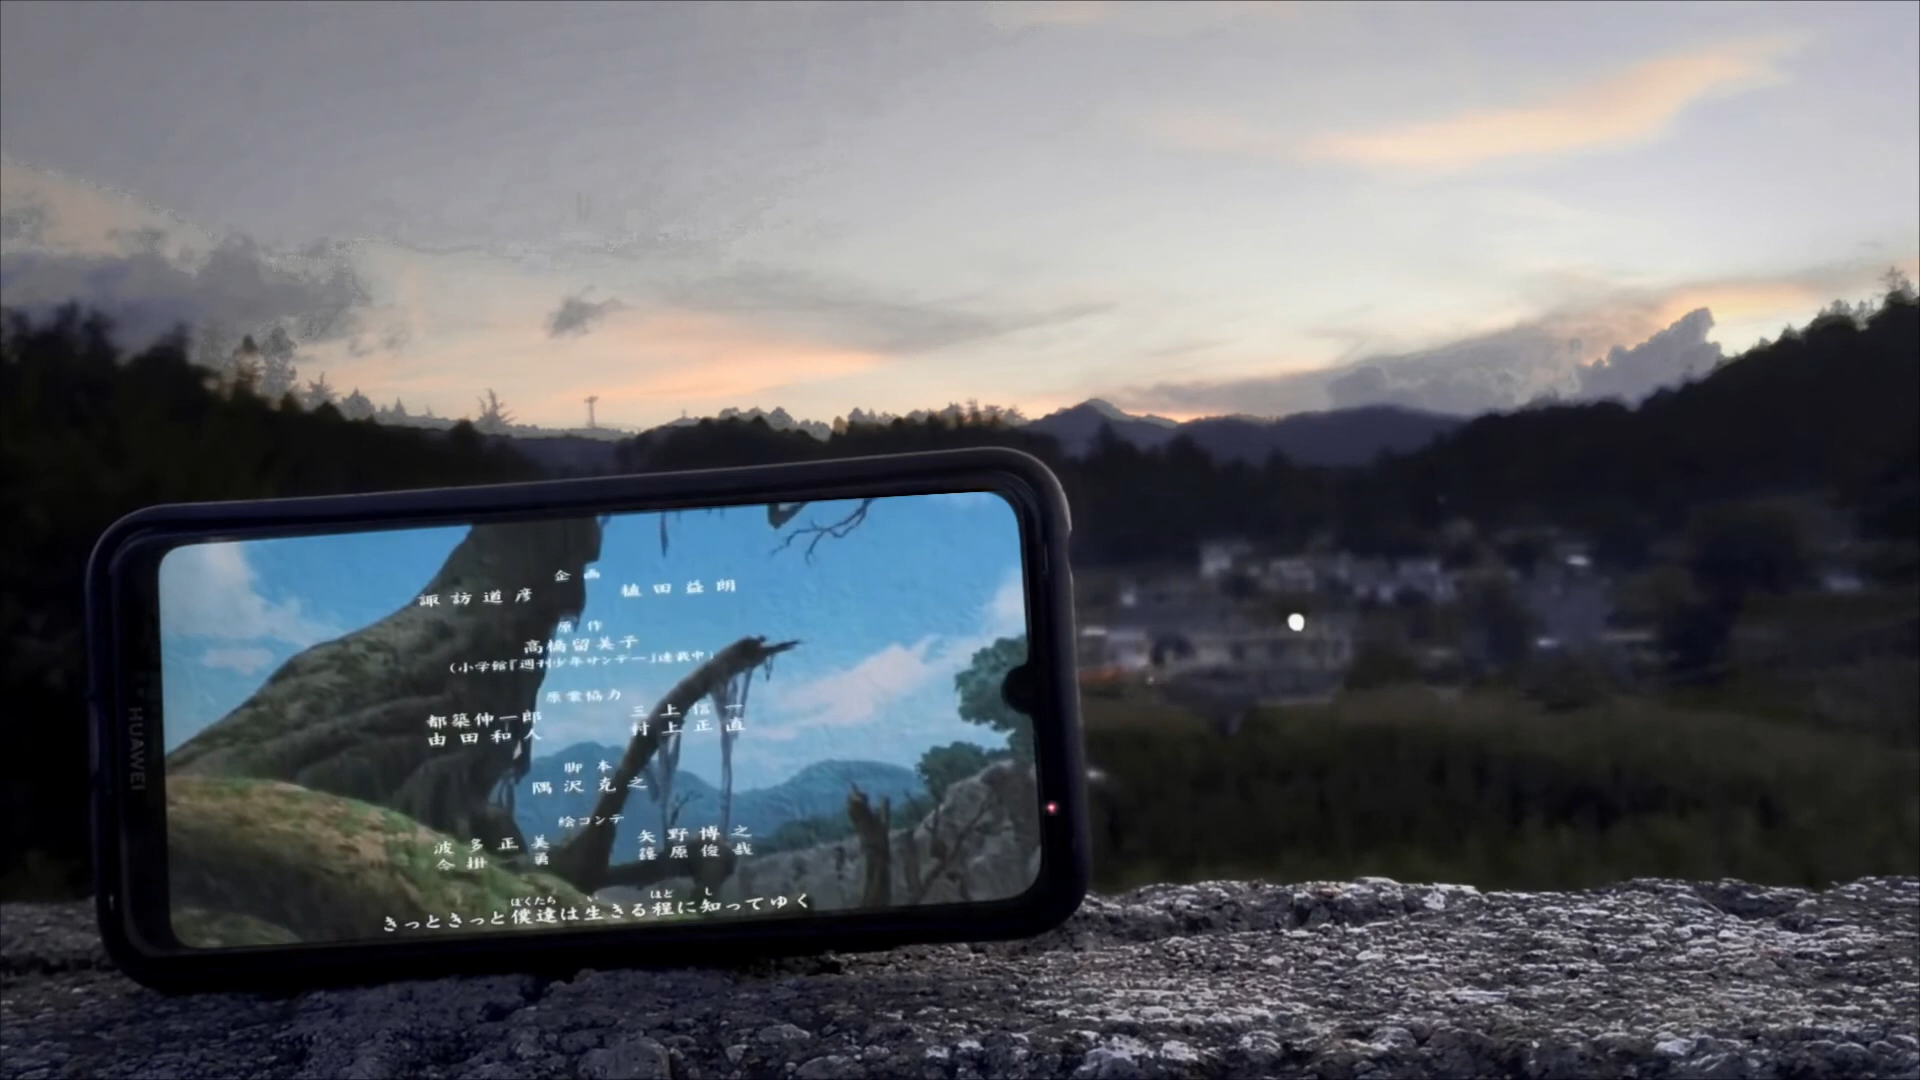 企画
諏訪道彦　植田益朗
原作
高橋留美子
(小学館『週刊少年サンデー』連載中)
原案協力
都築伸一郎　三上信一
由田和人　村上正直
脚本
隅沢克之
絵コンテ
波多正美　矢野博之
今掛勇　篠原俊哉
きっときっと僕達は生きる程に知ってゆく
ぼくたち　い　ほど　し
HUAWEI